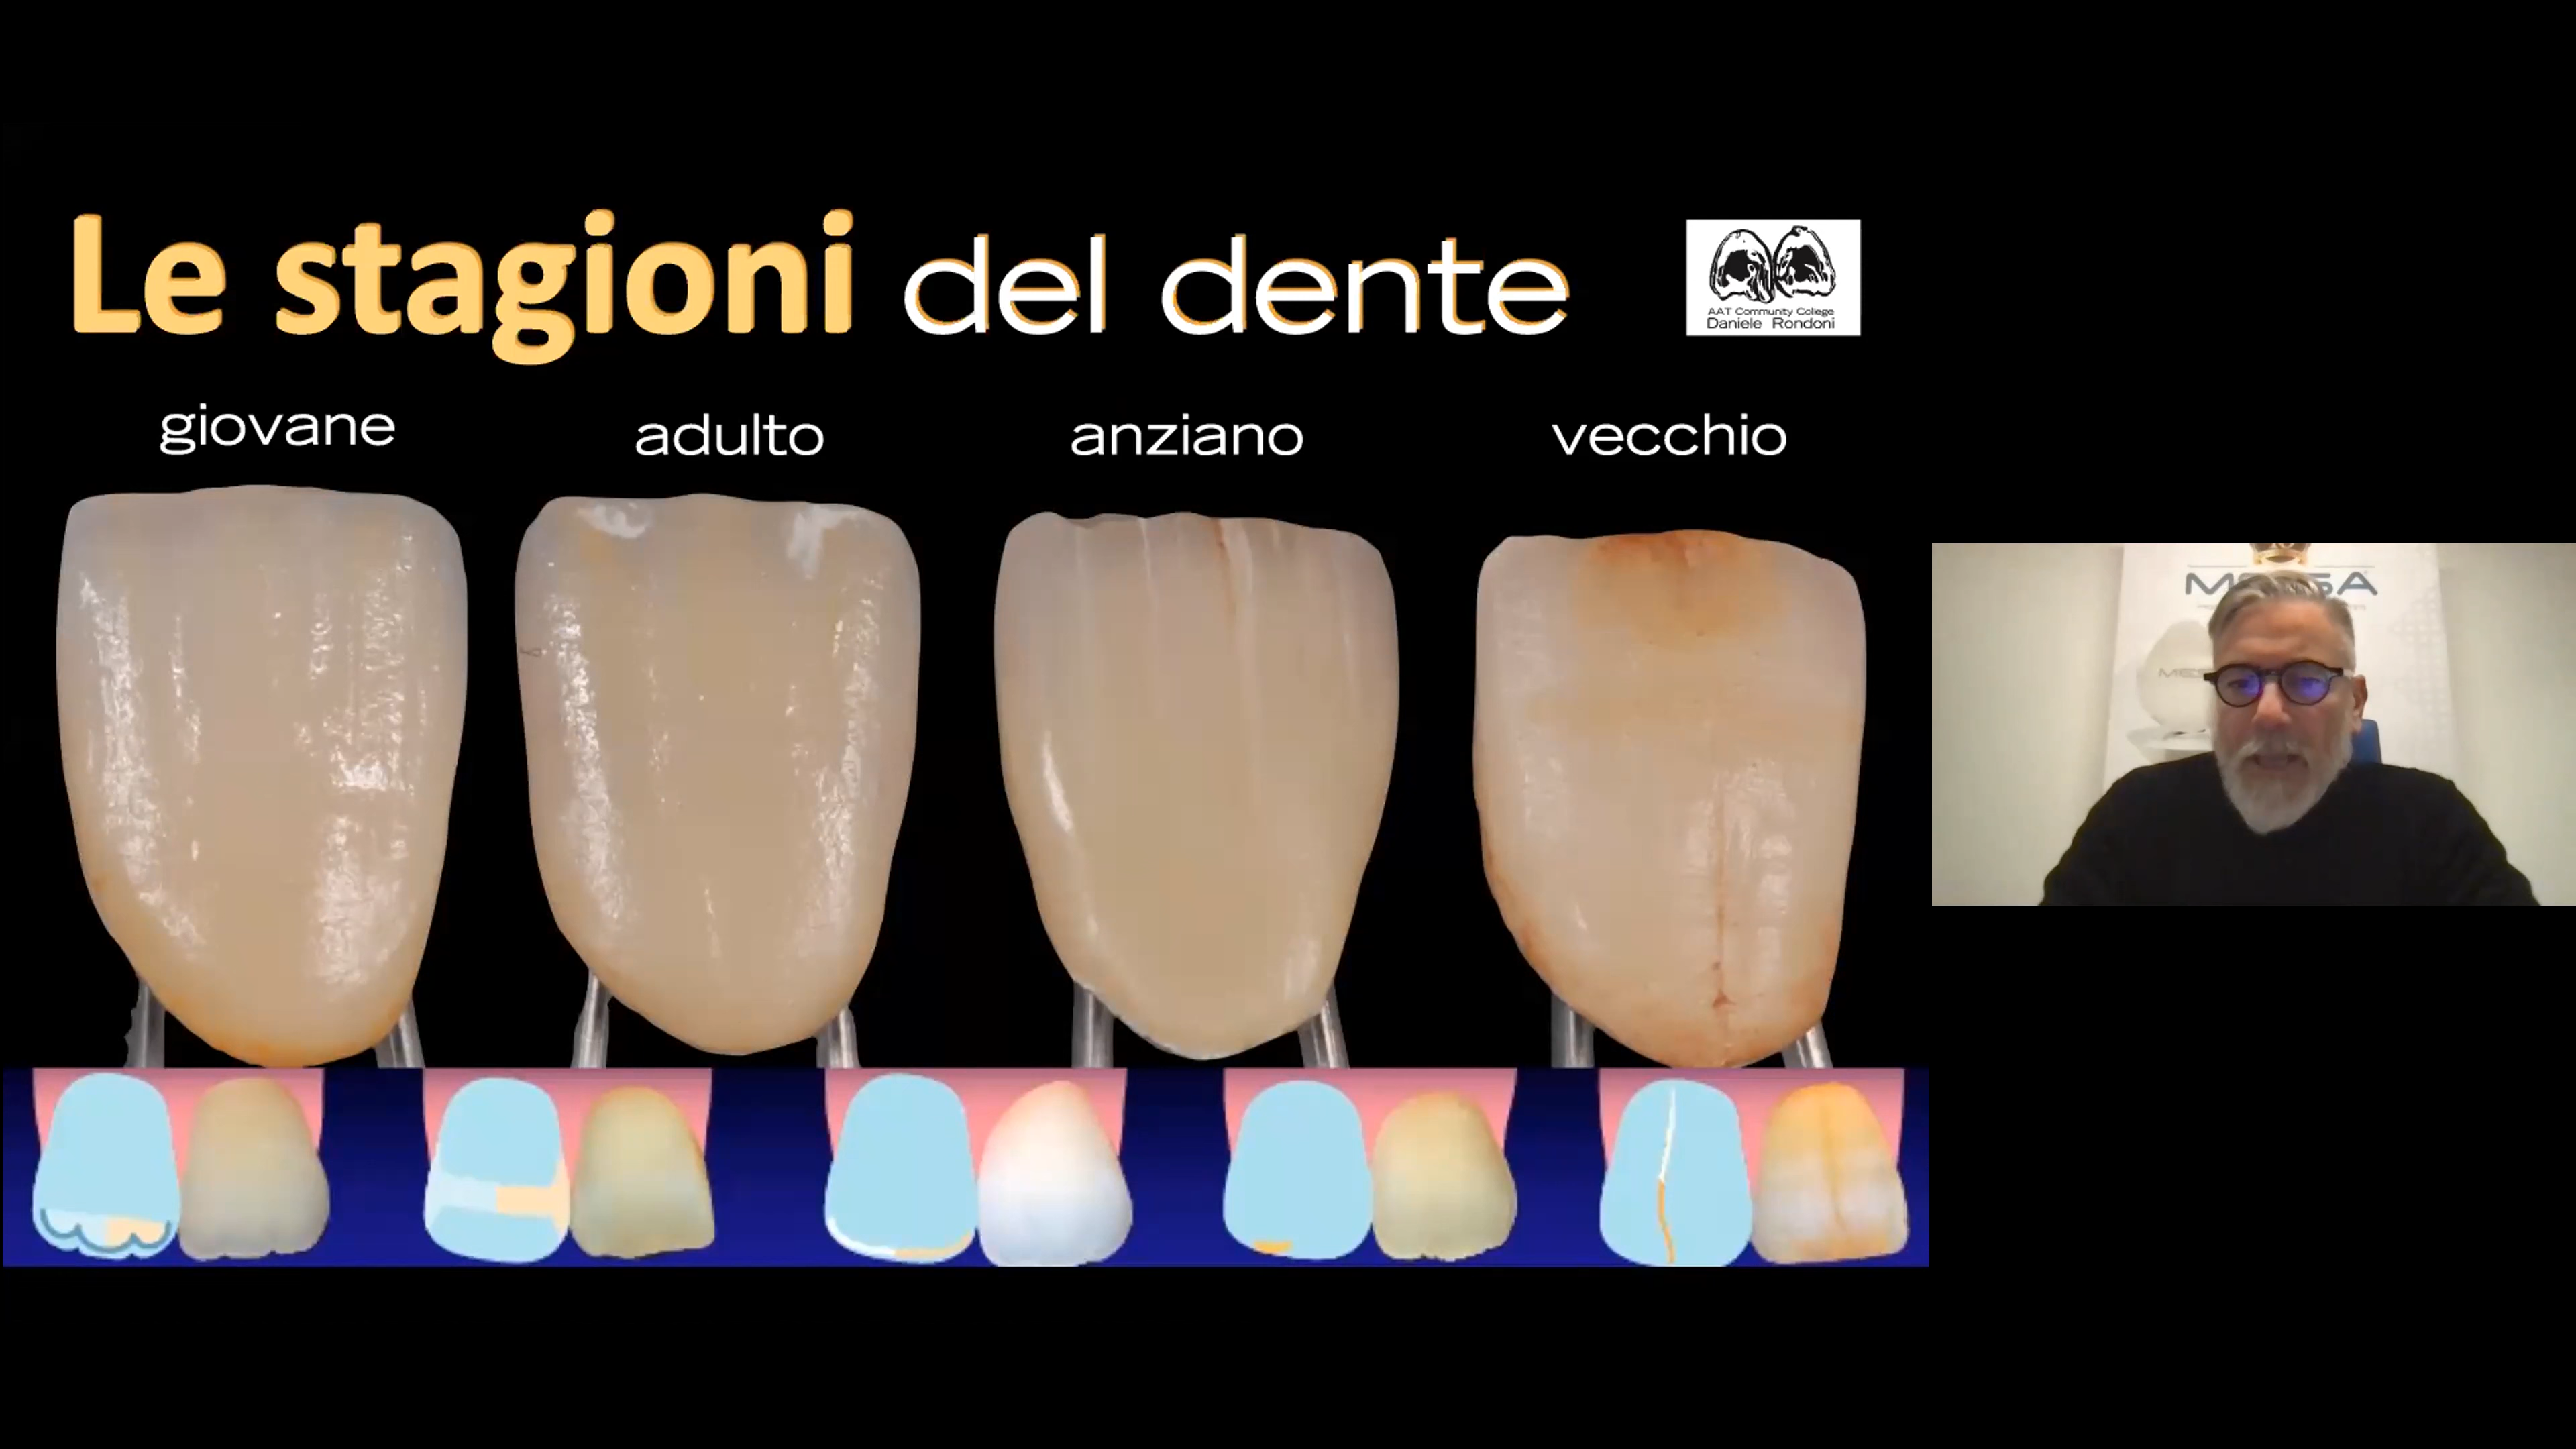 Le stagioni del dente
AAT Community College
Daniele Rondoni
giovane
adulto
anziano
vecchio